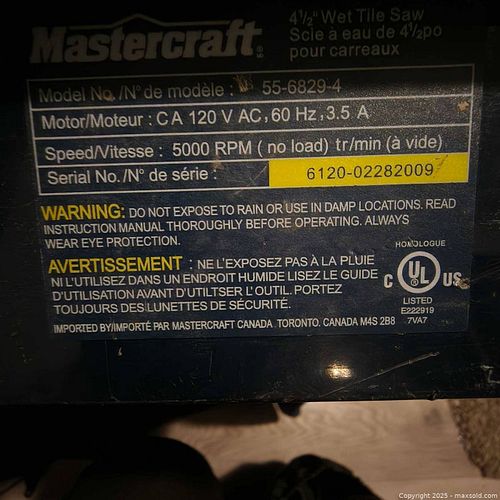 Mastercraft®
4½" Wet Tile Saw
Scie à eau de 4½po
pour carreaux
Model No./N° de modèle : 55-6829-4
Motor/Moteur : CA 120 V AC, 60 Hz, 3.5 A
Speed/Vitesse : 5000 RPM ( no load) tr/min (à vide)
Serial No./N° de série : 6120-02282009
WARNING: DO NOT EXPOSE TO RAIN OR USE IN DAMP LOCATIONS. READ
INSTRUCTION MANUAL THOROUGHLY BEFORE OPERATING. ALWAYS
WEAR EYE PROTECTION.
AVERTISSEMENT : NE L'EXPOSEZ PAS À LA PLUIE
NI L'UTILISEZ DANS UN ENDROIT HUMIDE LISEZ LE GUIDE
D'UTILISATION AVANT D'UTILTSER L' OUTIL. PORTEZ
TOUJOURS DES LUNETTES DE SÉCURITÉ.
HOMOLOGUE
C UL US
LISTED
E222919
7VA7
IMPORTED BY/IMPORTÉ PAR MASTERCRAFT CANADA TORONTO, CANADA M4S 2B8
Copyright © 2025 - maxsold.com